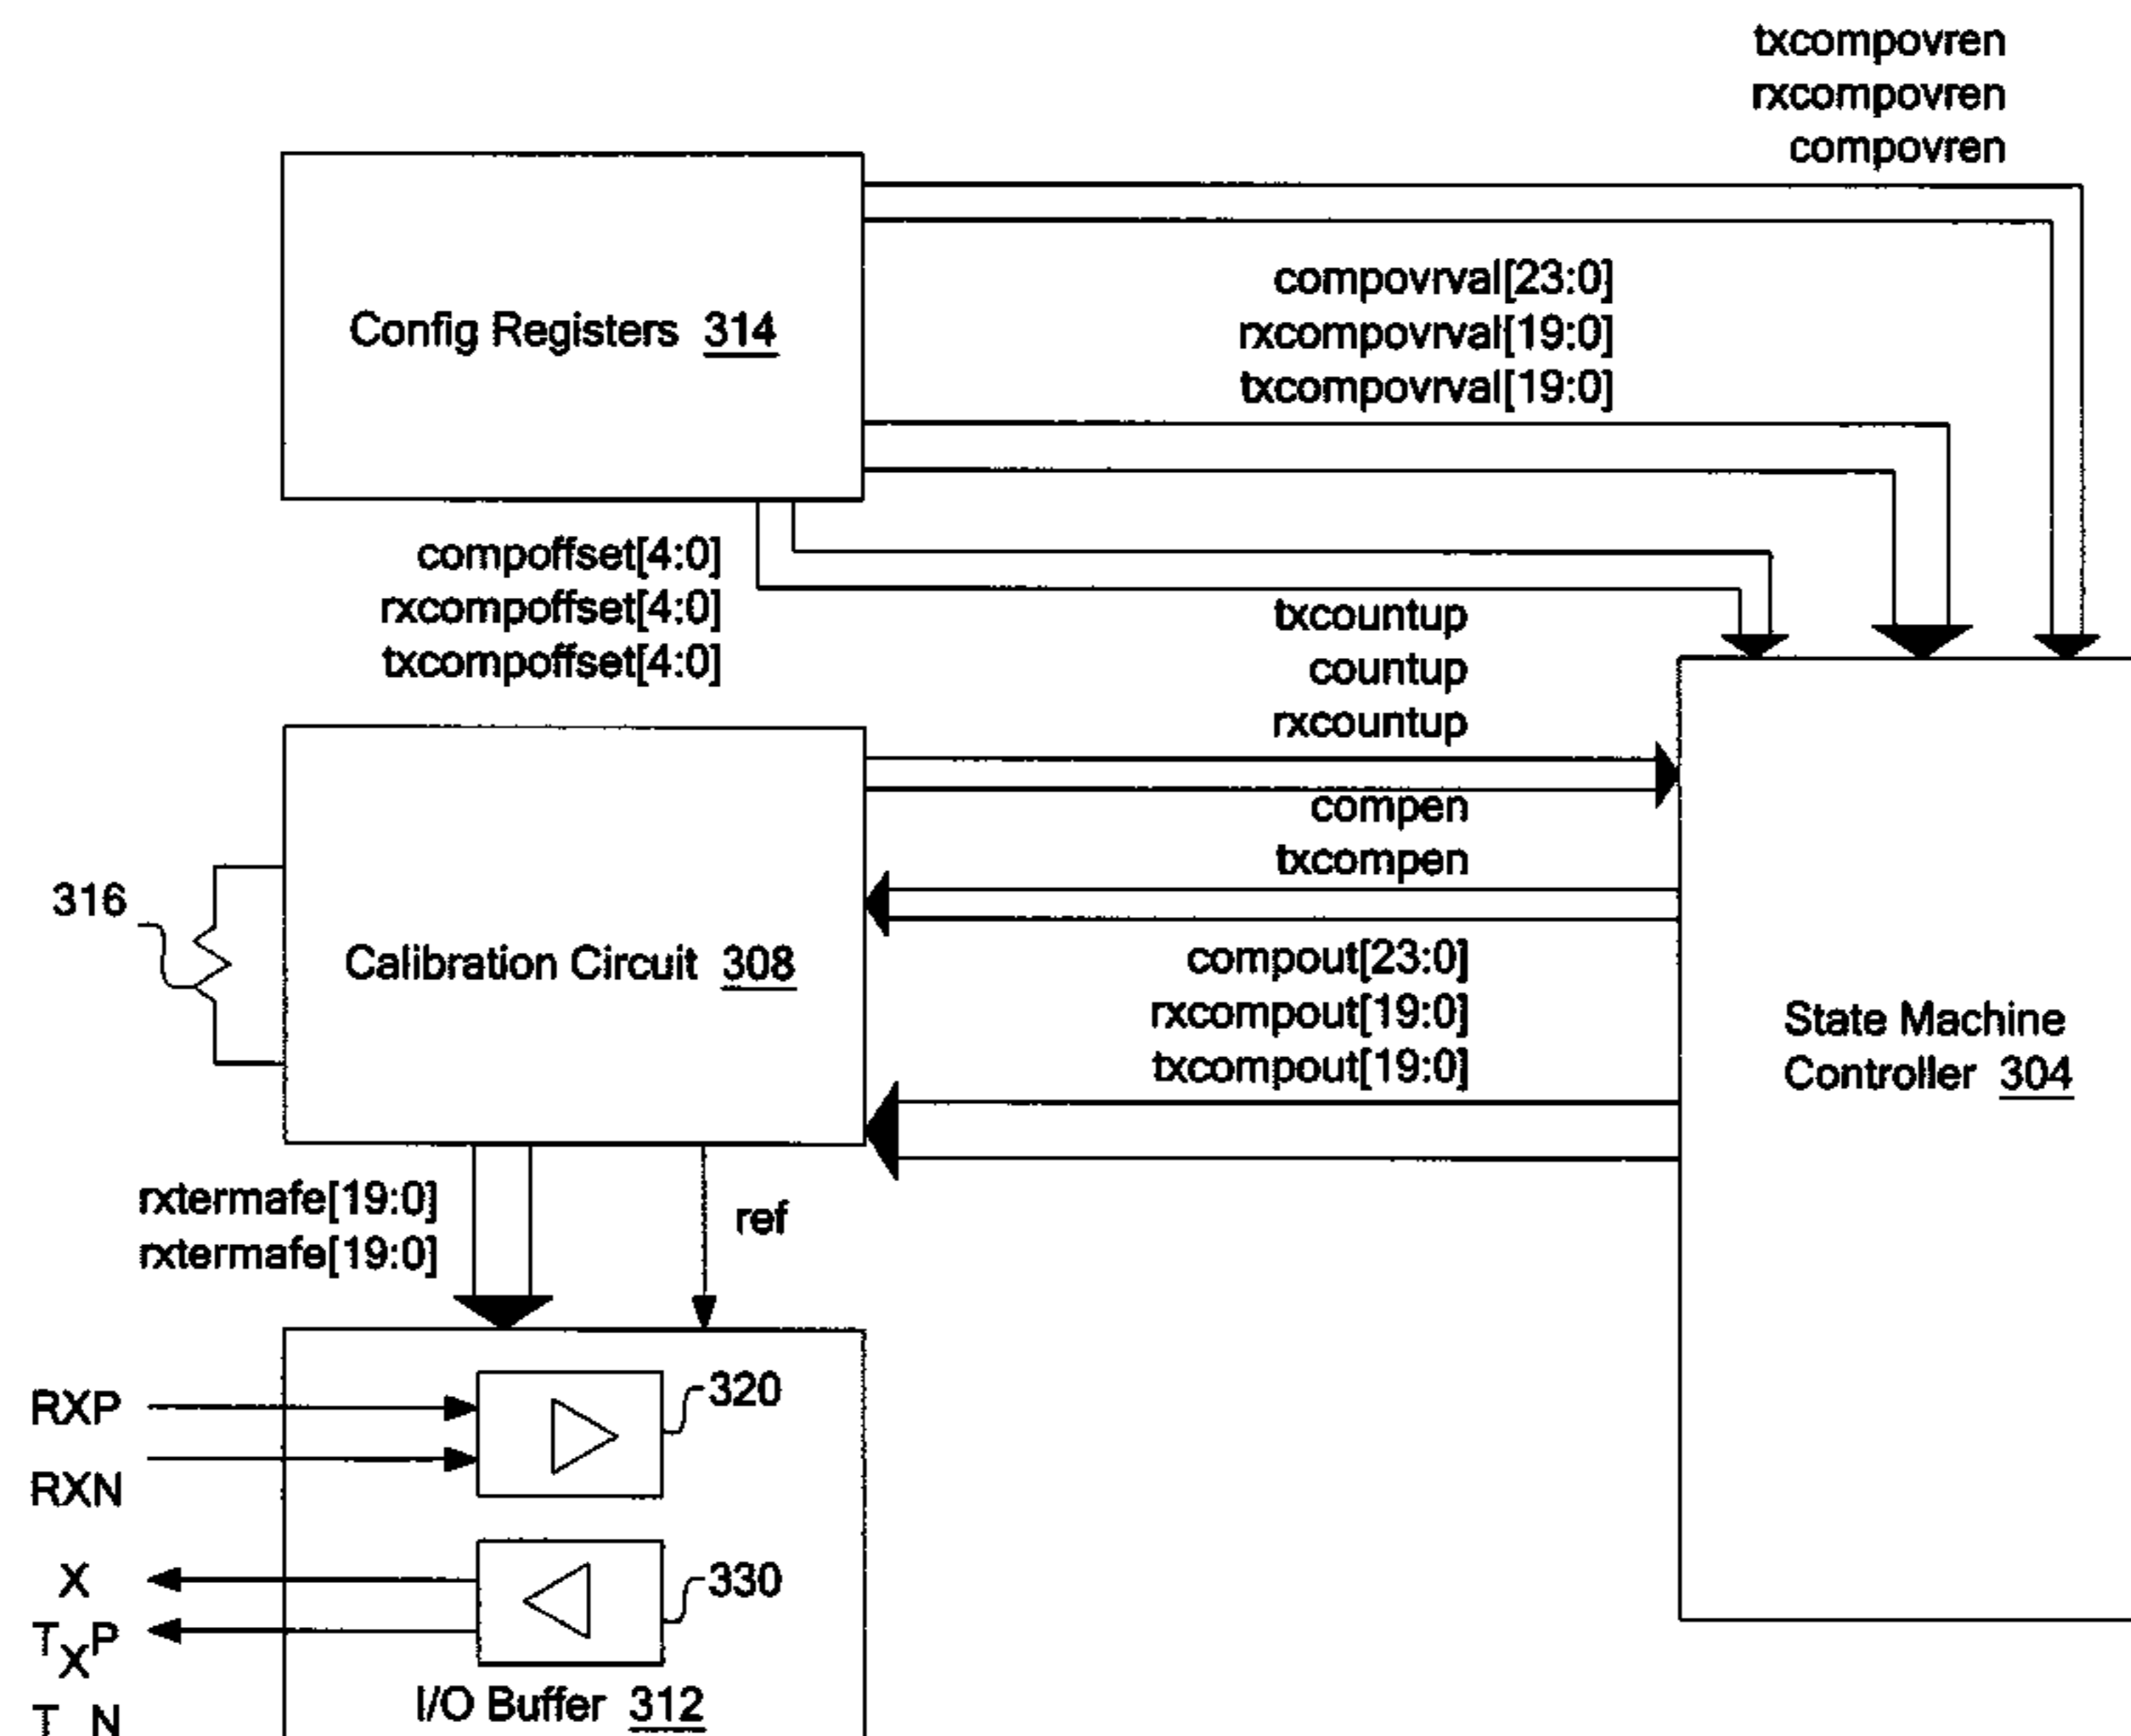 txcompovren
rxcompovren
compovren
Config Registers 314
compovrval[23:0]
rxcompovrval[19:0]
txcompovrval[19:0]
compoffset[4:0]
rxcompoffset[4:0]
txcompoffset[4:0]
txcountup
countup
rxcountup
compen
txcompen
316
Calibration Circuit 308
compout[23:0]
rxcompout[19:0]
txcompout[19:0]
State Machine
Controller 304
rxtermafe[19:0]
rxtermafe[19:0]
ref
RXP
RXN
320
X
TXP
T N
330
I/O Buffer 312